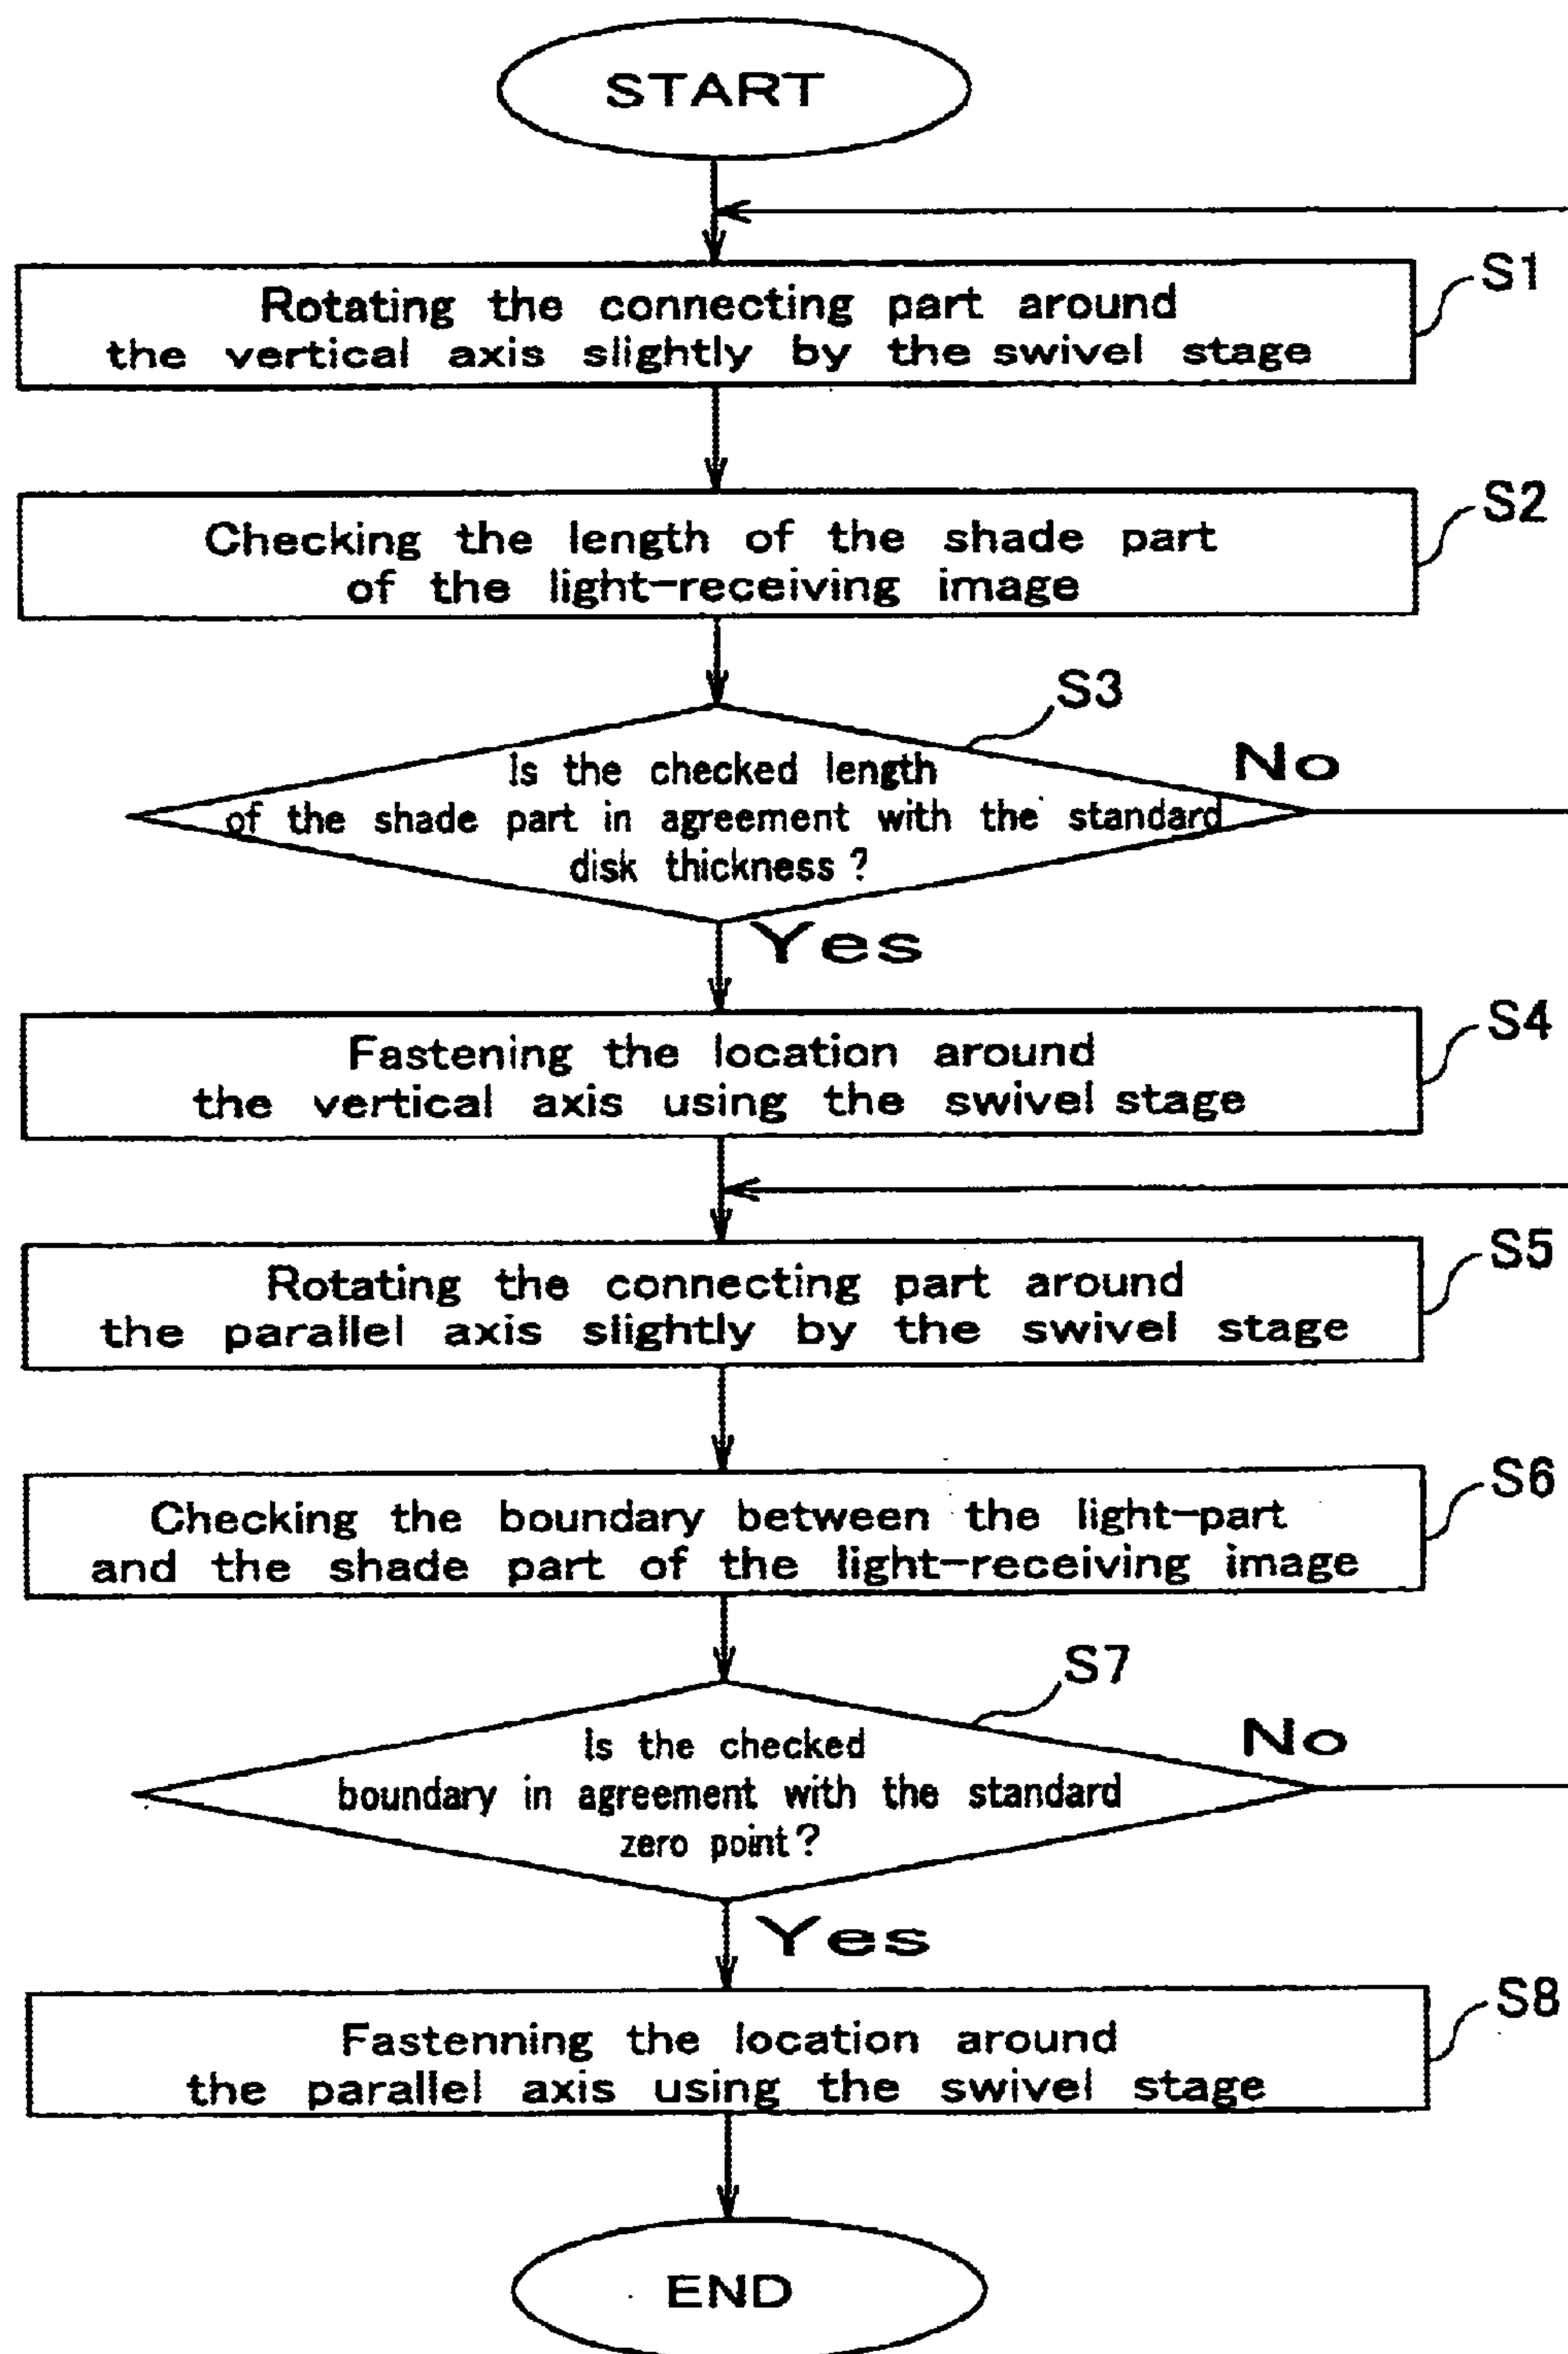 START
S1
Rotating the connecting part around
the vertical axis slightly by the swivel stage
S2
Checking the length of the shade part
of the light-receiving image
S3
Is the checked length
of the shade part in agreement with the standard
disk thickness?
No
Yes
S4
Fastening the location around
the vertical axis using the swivel stage
S5
Rotating the connecting part around
the parallel axis slightly by the swivel stage
S6
Checking the boundary between the light-part
and the shade part of the light-receiving image
S7
Is the checked
boundary in agreement with the standard
zero point?
No
Yes
S8
Fastenning the location around
the parallel axis using the swivel stage
END